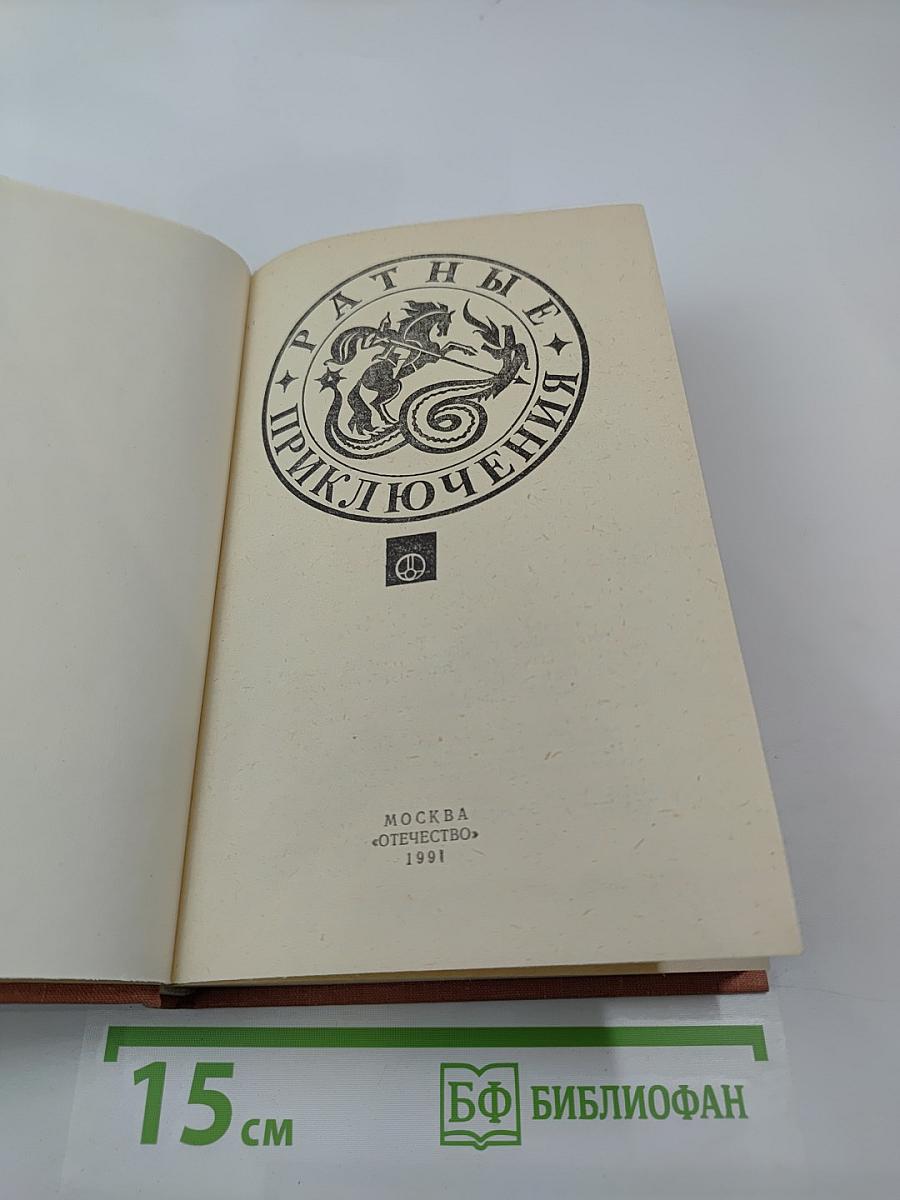 РАТНЫЕ
ПРИКЛЮЧЕНИЯ
МОСКВА
«ОТЕЧЕСТВО»
1991
15 см
БФ БИБЛИОФАН